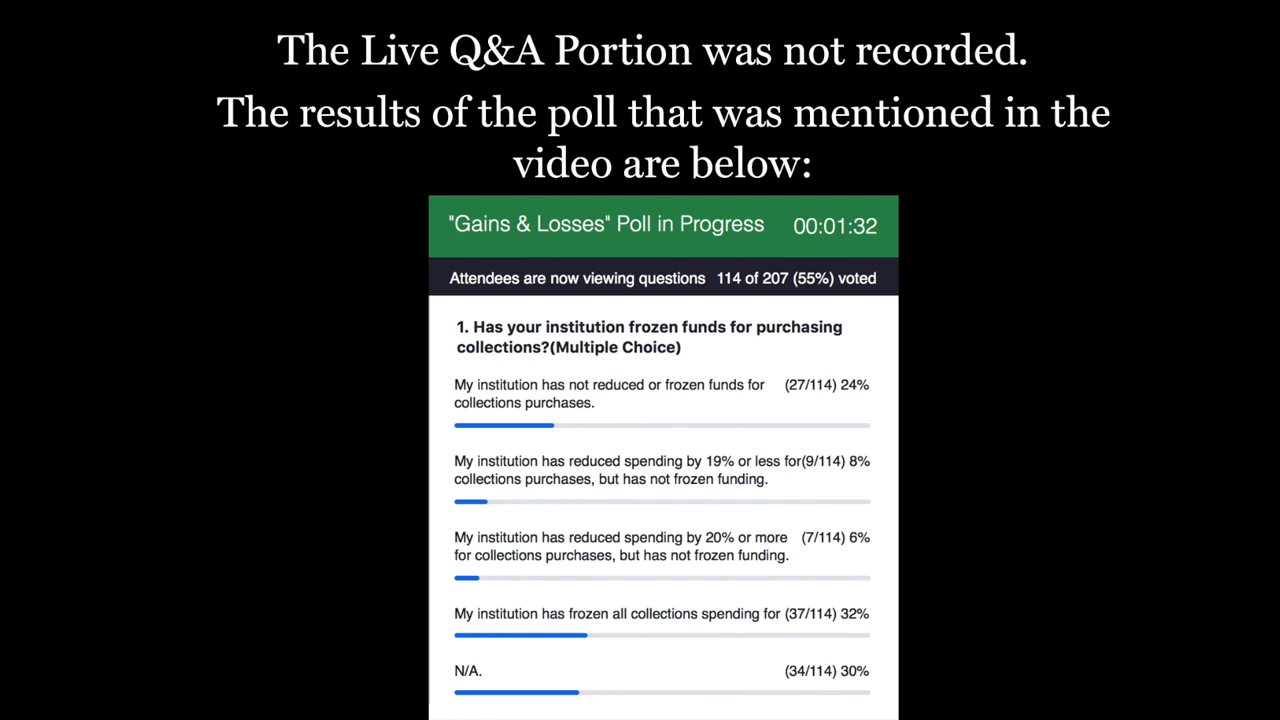 The Live Q&A Portion was not recorded.
The results of the poll that was mentioned in the
video are below:
"Gains & Losses" Poll in Progress 00:01:32
Attendees are now viewing questions 114 of 207 (55%) voted
1. Has your institution frozen funds for purchasing
collections?(Multiple Choice)
My institution has not reduced or frozen funds for (27/114) 24%
collections purchases.
My institution has reduced spending by 19% or less for(9/114) 8%
collections purchases, but has not frozen funding.
My institution has reduced spending by 20% or more (7/114) 6%
for collections purchases, but has not frozen funding.
My institution has frozen all collections spending for (37/114) 32%
N/A. (34/114) 30%